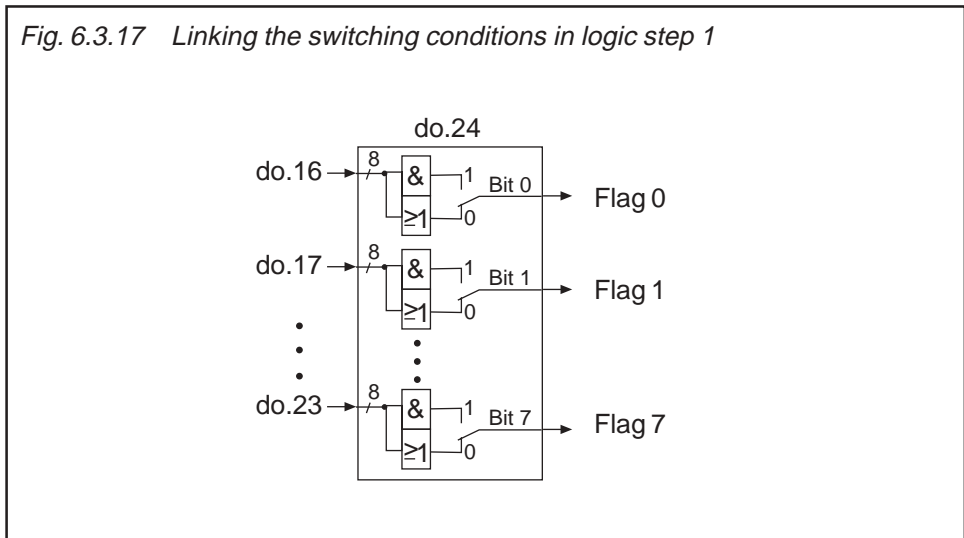 Fig. 6.3.17 Linking the switching conditions in logic step 1
do.24
do.16 8 & 1 Bit 0 Flag 0
≥1 0
do.17 8 & 1 Bit 1 Flag 1
≥1 0
do.23 8 & 1 Bit 7 Flag 7
≥1 0